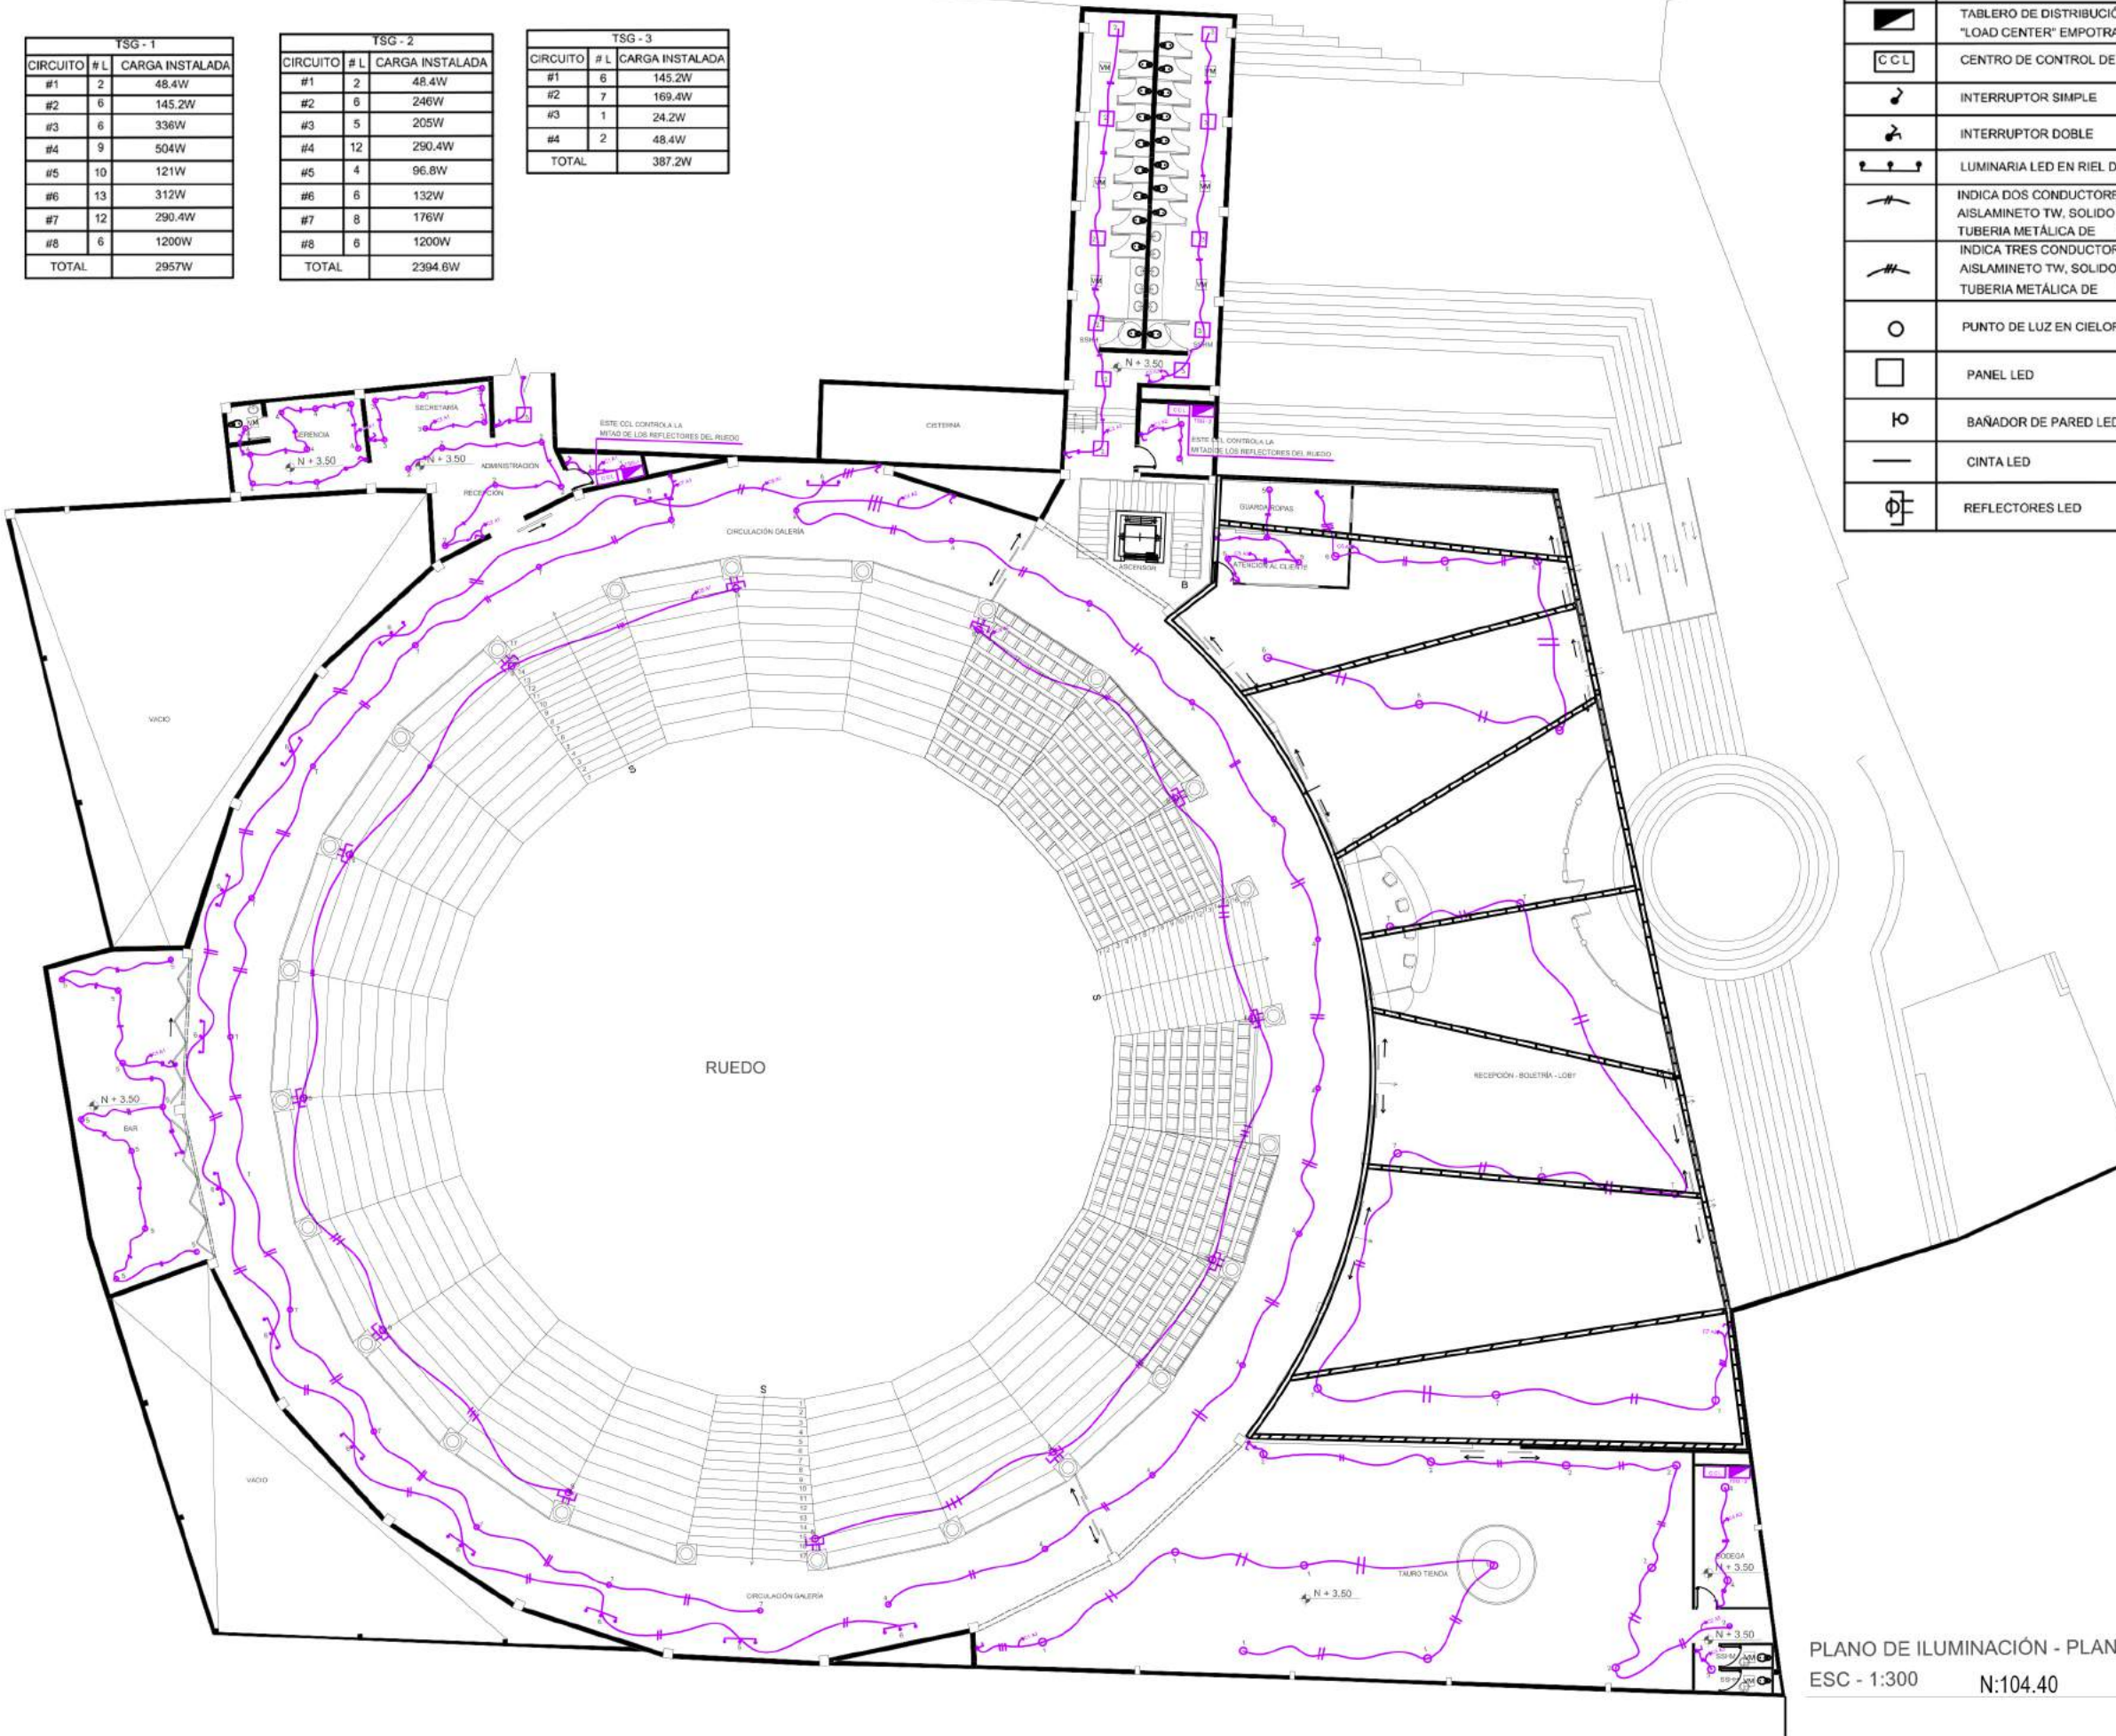 TSG - 1
CIRCUITO # L CARGA INSTALADA
#1 2 48.4W
#2 6 145.2W
#3 6 336W
#4 9 504W
#5 10 121W
#6 13 312W
#7 12 290.4W
#8 6 1200W
TOTAL 2957W
TSG - 2
CIRCUITO # L CARGA INSTALADA
#1 2 48.4W
#2 6 246W
#3 5 205W
#4 12 290.4W
#5 4 96.8W
#6 6 132W
#7 8 176W
#8 6 1200W
TOTAL 2394.6W
TSG - 3
CIRCUITO # L CARGA INSTALADA
#1 6 145.2W
#2 7 169.4W
#3 1 24.2W
#4 2 48.4W
TOTAL 387.2W
TABLERO DE DISTRIBUCIÓ
"LOAD CENTER" EMPOTRA
C C L CENTRO DE CONTROL DE
INTERRUPTOR SIMPLE
INTERRUPTOR DOBLE
LUMINARIA LED EN RIEL D
INDICA DOS CONDUCTORE
AISLAMINETO TW, SOLIDO
TUBERIA METÁLICA DE
INDICA TRES CONDUCTOR
AISLAMINETO TW, SOLIDO
TUBERIA METÁLICA DE
PUNTO DE LUZ EN CIELOR
PANEL LED
BAÑADOR DE PARED LED
CINTA LED
REFLECTORES LED
SSHM
SSHM
N + 3.50
SECRETARÍA
GERENCIA
N + 3.50
N + 3.50
ADMINISTRACION
RECEPCIÓN
ESTE CCL CONTROLA LA
MITAD DE LOS REFLECTORES DEL RUEDO
CISTERNA
ESTE CCL CONTROLA LA
MITAD DE LOS REFLECTORES DEL RUEDO
CIRCULACIÓN GALERÍA
ASCENSOR
B
GUARDA ROPAS
ATENCIÓN AL CLIENTE
VACIO
S
S
RUEDO
RECEPCIÓN - BOLETRÍA - LOBY
N + 3.50
BAR
S
VACIO
CIRCULACIÓN GALERÍA
TAURO TIENDA
N + 3.50
BODEGA
N + 3.50
N + 3.50
PLANO DE ILUMINACIÓN - PLAN
ESC - 1:300 N:104.40